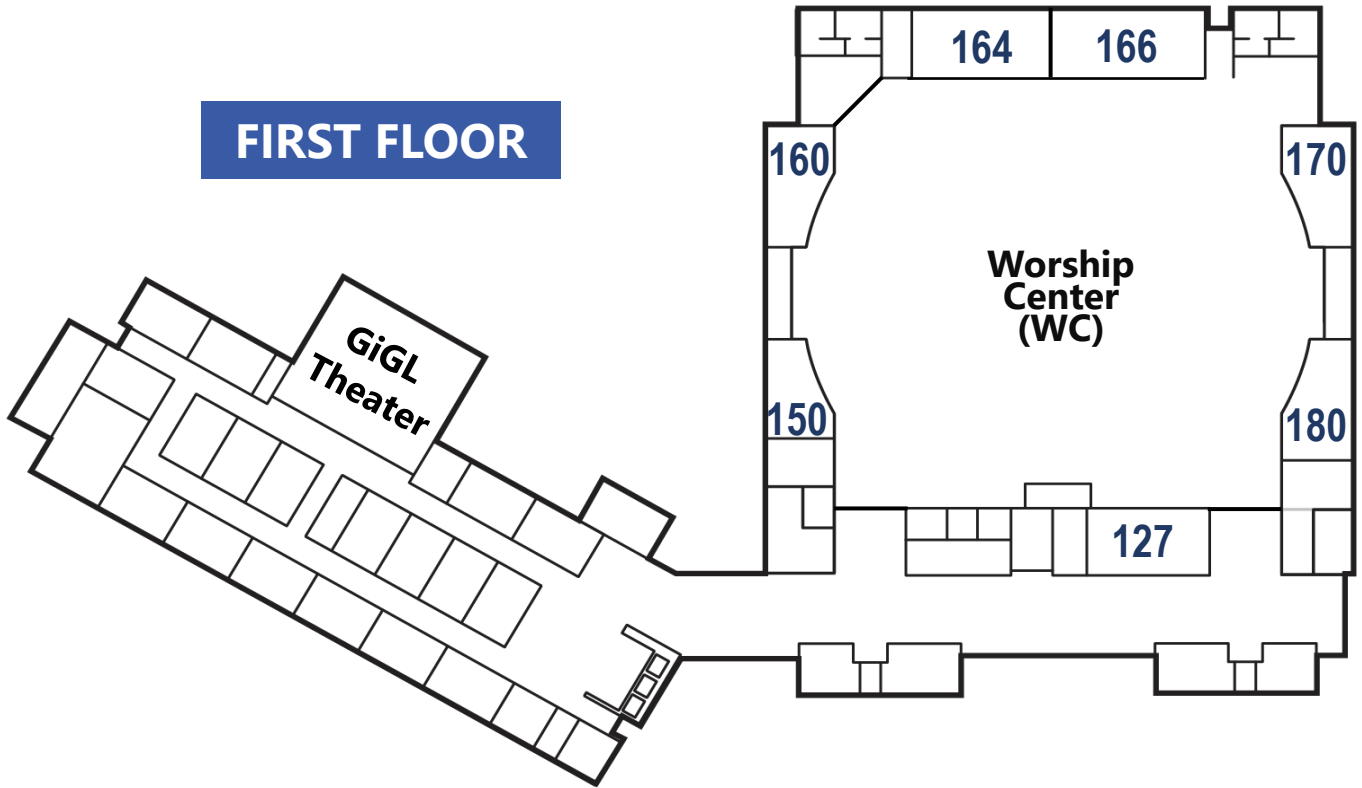 164
166
FIRST FLOOR
160
170
Worship
Center
(WC)
GiGL
Theater
150
180
127